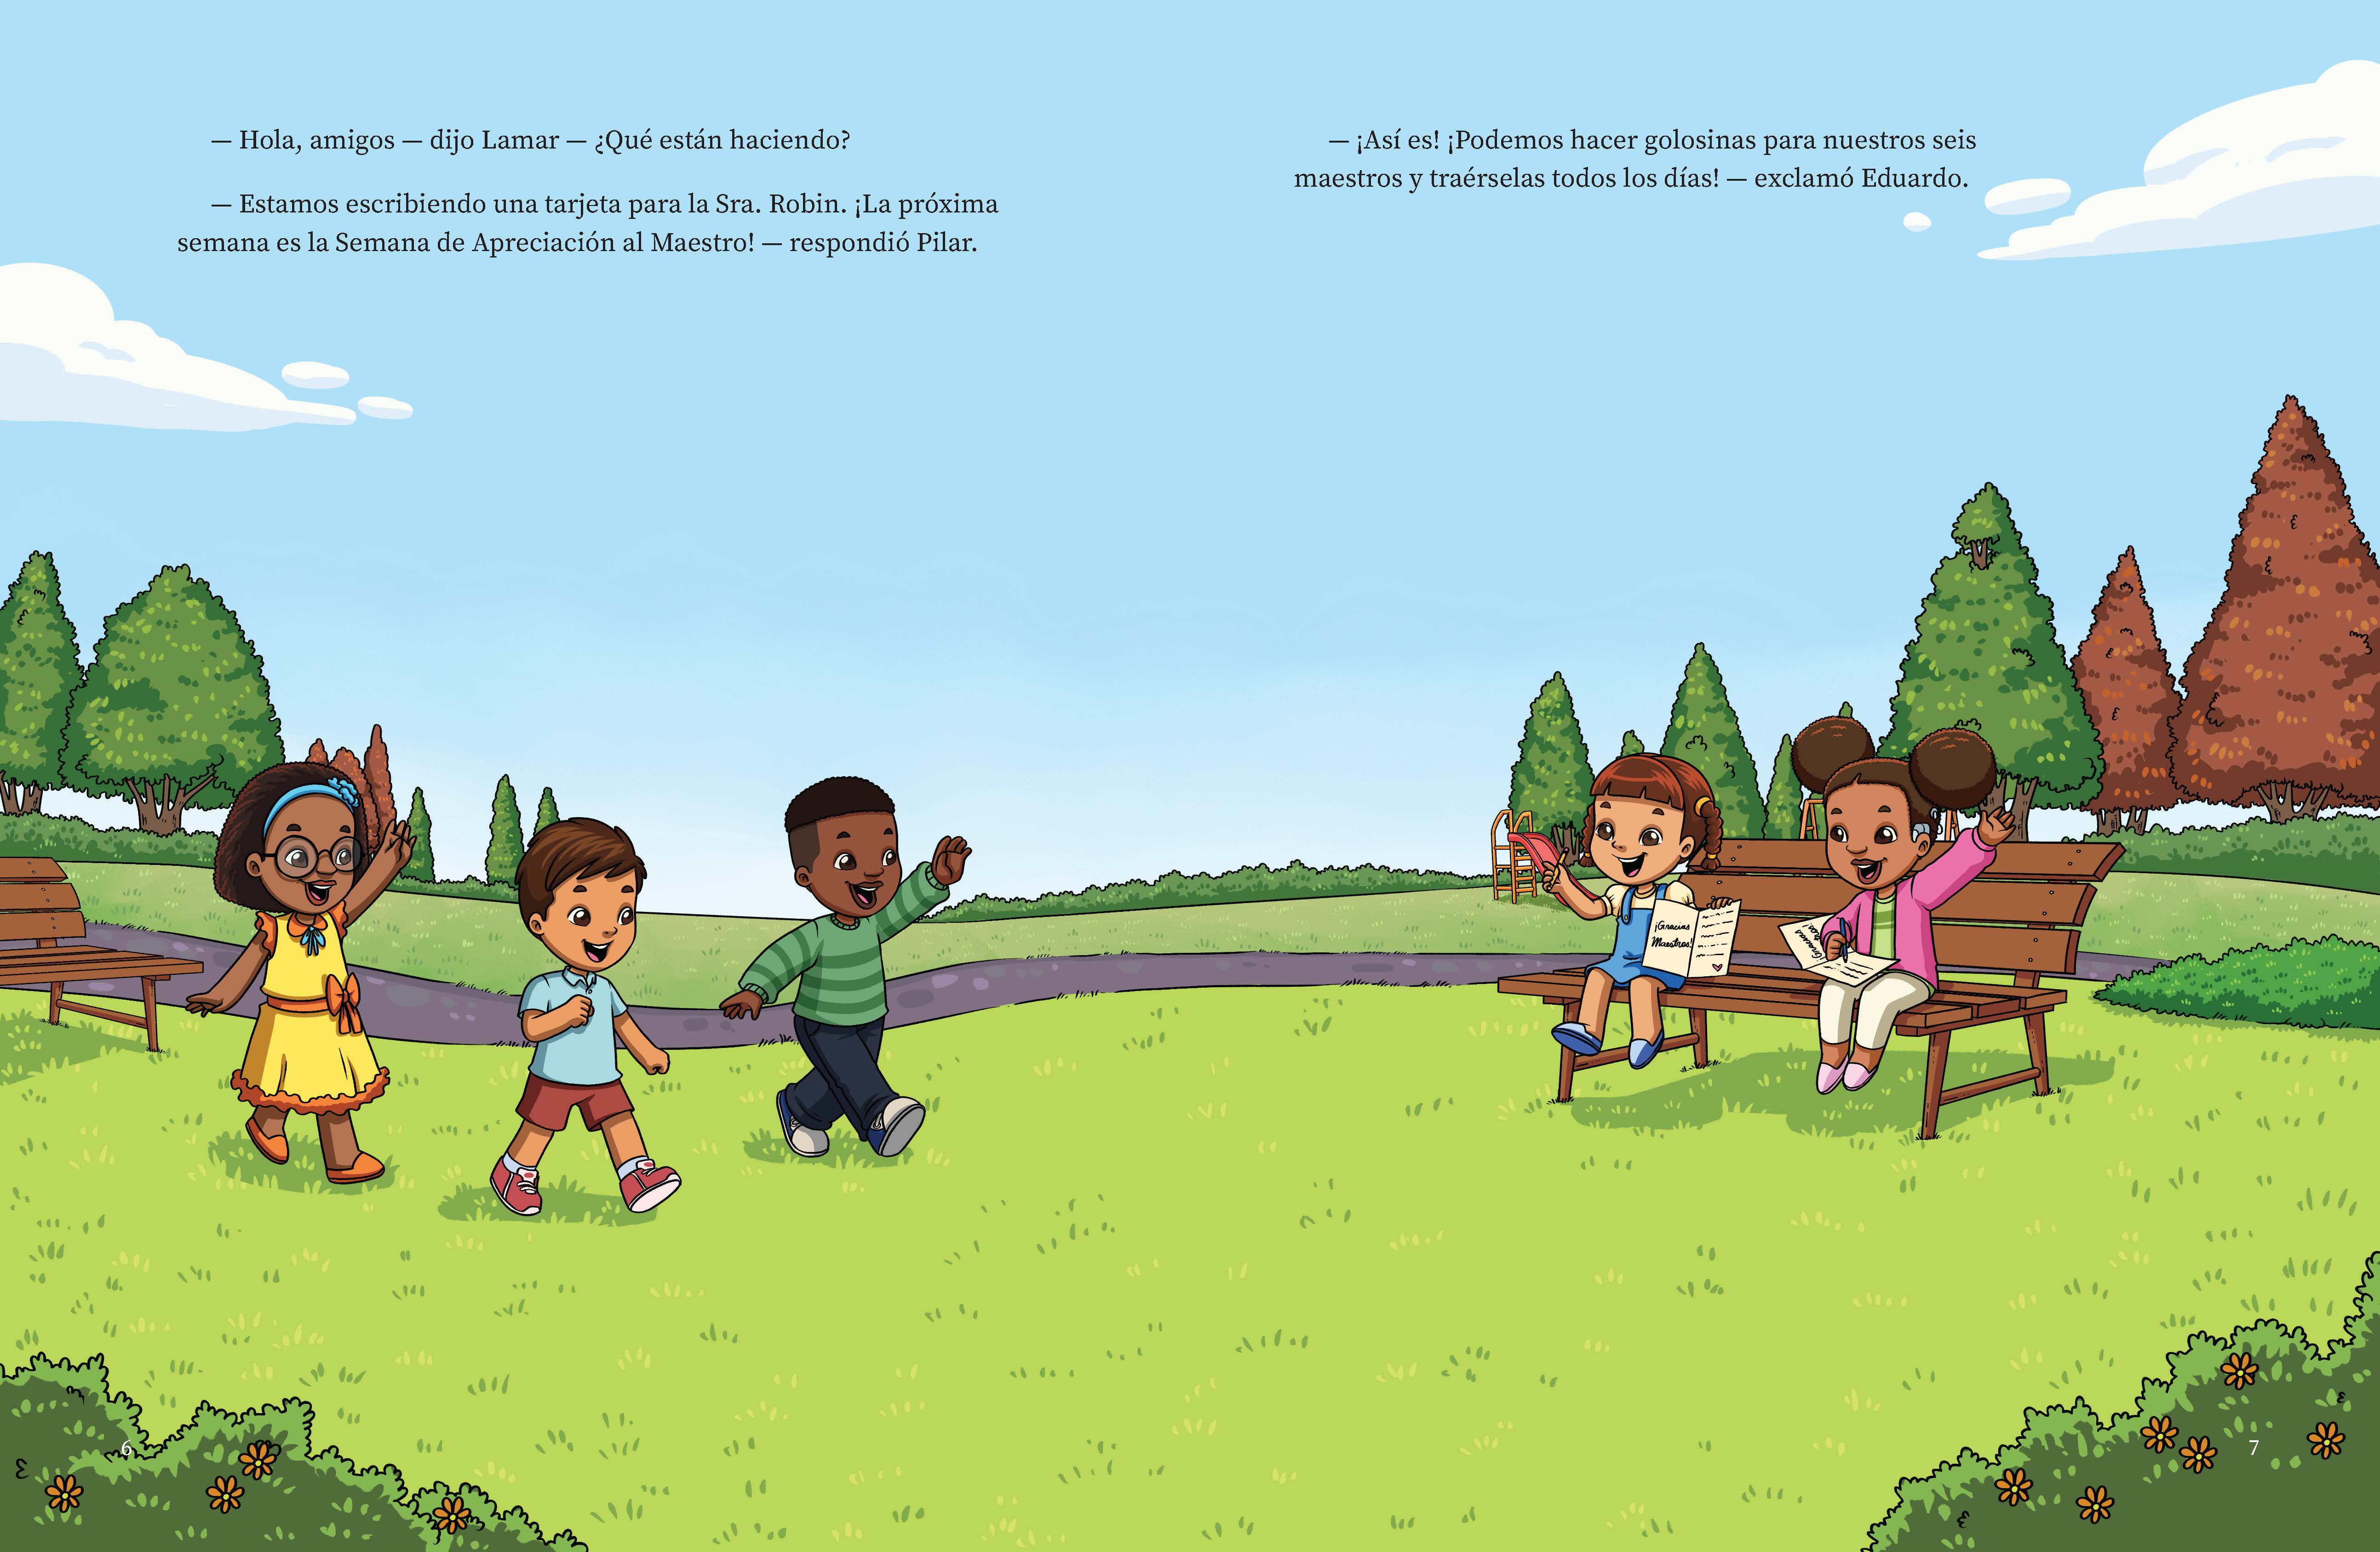 — Hola, amigos — dijo Lamar — ¿Qué están haciendo?
— Estamos escribiendo una tarjeta para la Sra. Robin. ¡La próxima
semana es la Semana de Apreciación al Maestro! — respondió Pilar.
— ¡Así es! ¡Podemos hacer golosinas para nuestros seis
maestros y traérselas todos los días! — exclamó Eduardo.
¡Gracias
Maestros!
6
7